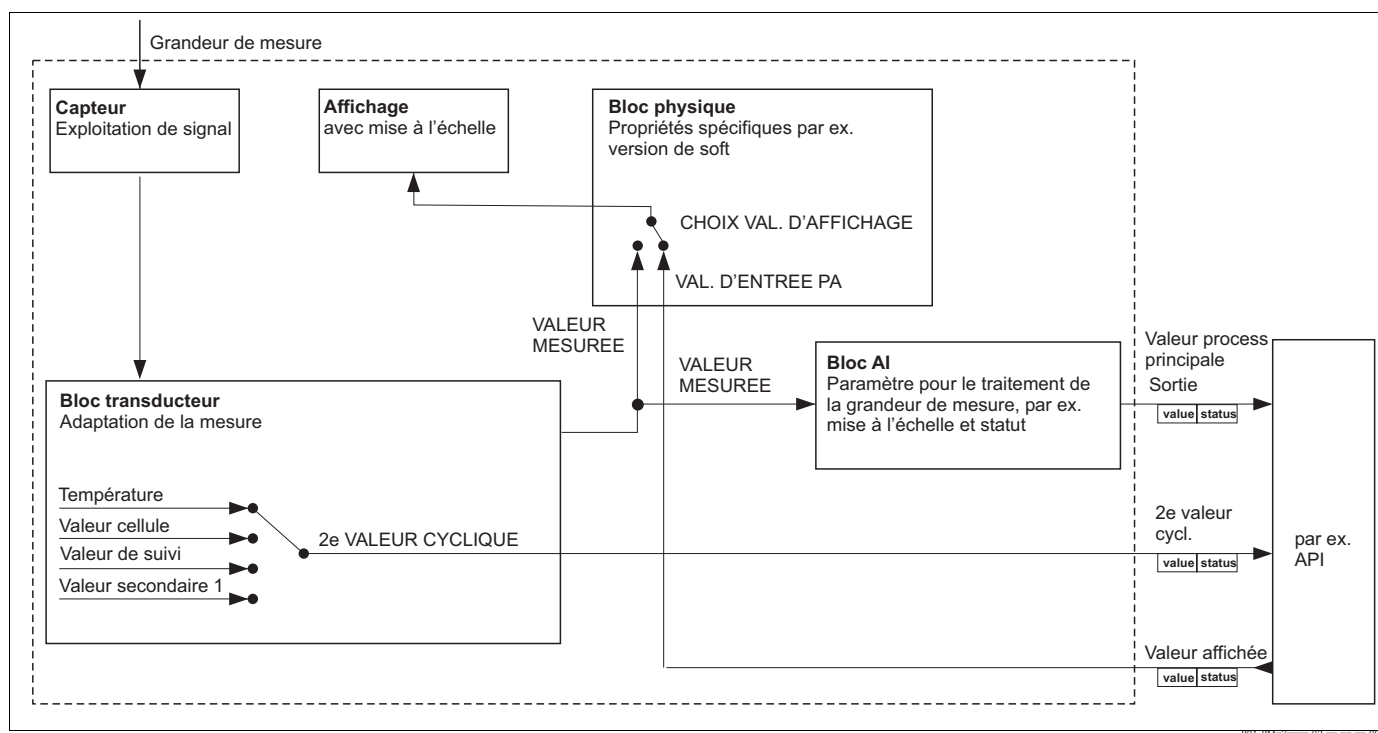 Grandeur de mesure
Capteur
Exploitation de signal
Affichage
avec mise à l'échelle
Bloc physique
Propriétés spécifiques par ex.
version de soft
CHOIX VAL. D'AFFICHAGE
VAL. D'ENTREE PA
VALEUR
MESUREE
VALEUR
MESUREE
Bloc AI
Paramètre pour le traitement de
la grandeur de mesure, par ex.
mise à l'échelle et statut
Valeur process
principale
Sortie
value status
Bloc transducteur
Adaptation de la mesure
Température
Valeur cellule
Valeur de suivi
Valeur secondaire 1
2e VALEUR CYCLIQUE
2e valeur
cycl.
value status
par ex.
API
Valeur affichée
value status